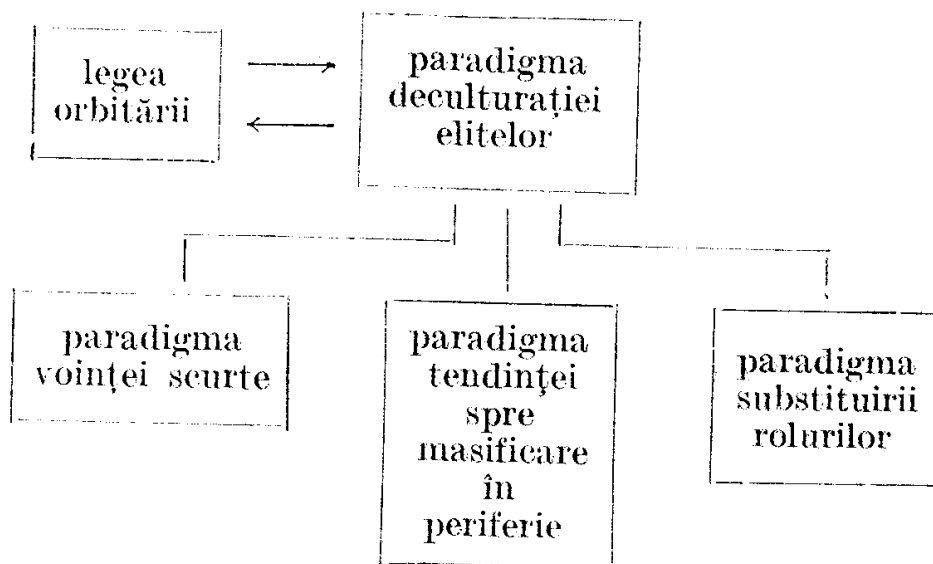 legea
orbitării
paradigma
deculturației
elitelor
paradigma
voinței scurte
paradigma
tendinței
spre
masificare
în
periferie
paradigma
substituirii
rolurilor